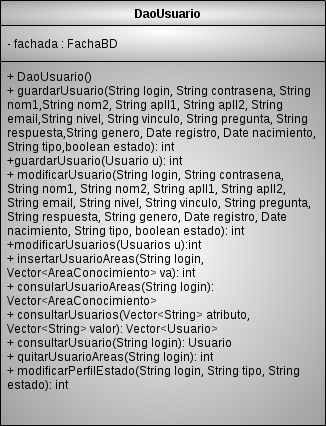 DaoUsuario
- fachada : FachaBD
+ DaoUsuario()
+ guardarUsuario(String login, String contrasena, String
nom1,String nom2, String apll1, String apll2, String
email,String nivel, String vinculo, String pregunta, String
respuesta,String genero, Date registro, Date nacimiento,
String tipo,boolean estado): int
+guardarUsuario(Usuario u): int
+ modificarUsuario(String login, String contrasena,
String nom1, String nom2, String apll1, String apll2,
String email, String nivel, String vinculo, String pregunta,
String respuesta, String genero, Date registro, Date
nacimiento, String tipo, boolean estado): int
+modificarUsuarios(Usuarios u):int
+ insertarUsuarioAreas(String login,
Vector<AreaConocimiento> va): int
+ consularUsuarioAreas(String login):
Vector<AreaConocimiento>
+ consultarUsuarios(Vector<String> atributo,
Vector<String> valor): Vector<Usuario>
+ consultarUsuario(String login): Usuario
+ quitarUsuarioAreas(String login): int
+ modificarPerfilEstado(String login, String tipo, String
estado): int